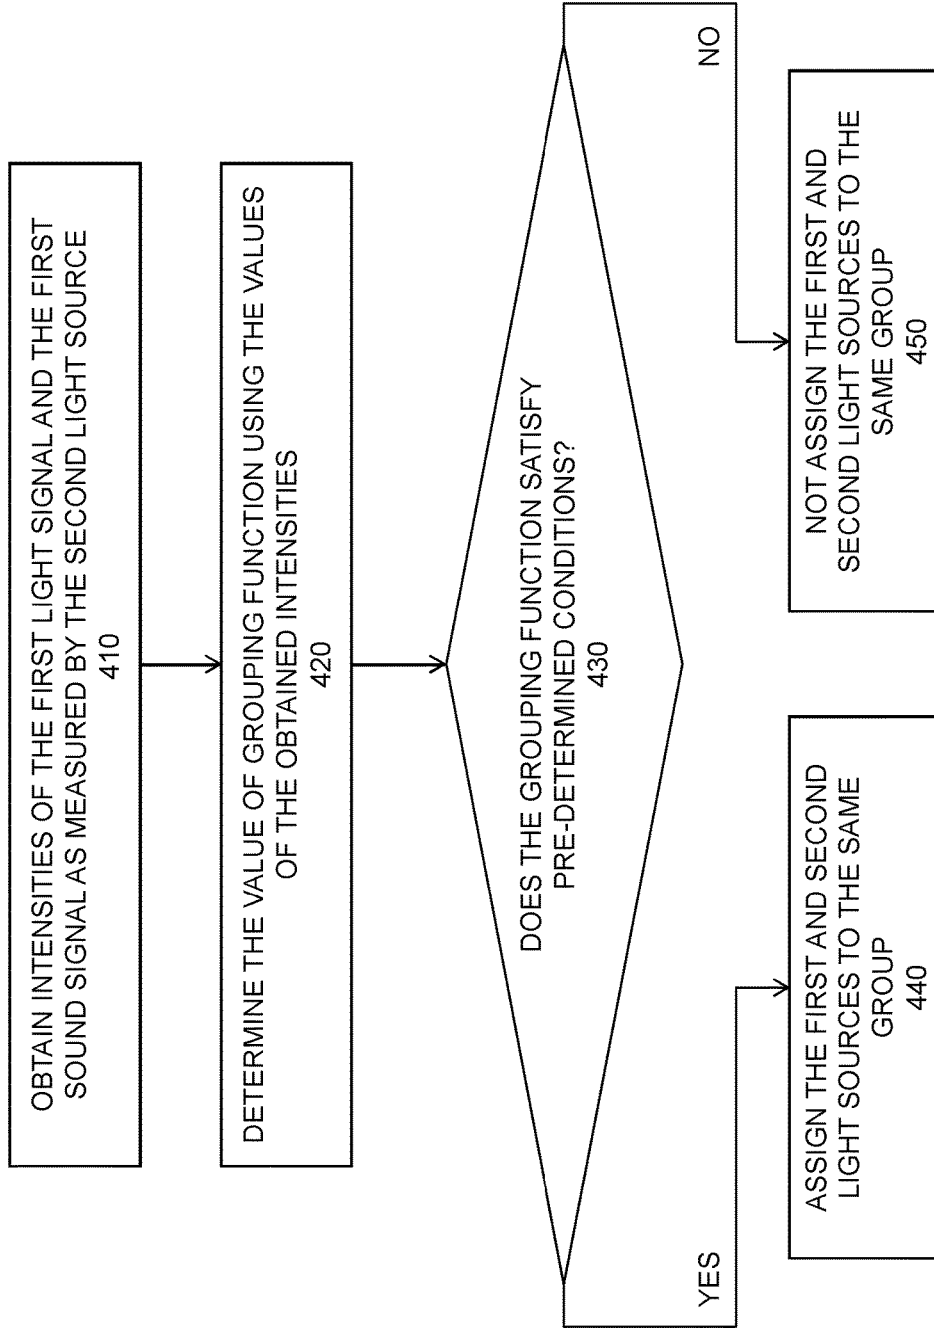 OBTAIN INTENSITIES OF THE FIRST LIGHT SIGNAL AND THE FIRST
SOUND SIGNAL AS MEASURED BY THE SECOND LIGHT SOURCE
410
DETERMINE THE VALUE OF GROUPING FUNCTION USING THE VALUES
OF THE OBTAINED INTENSITIES
420
DOES THE GROUPING FUNCTION SATISFY
PRE-DETERMINED CONDITIONS?
430
YES
NO
ASSIGN THE FIRST AND SECOND
LIGHT SOURCES TO THE SAME
GROUP
440
NOT ASSIGN THE FIRST AND
SECOND LIGHT SOURCES TO THE
SAME GROUP
450